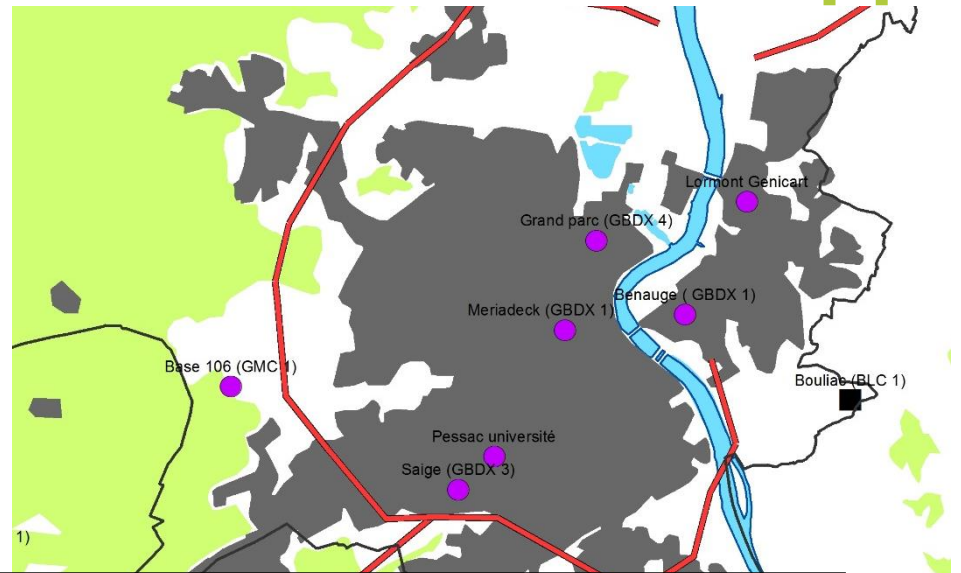 Lormont Genicart
Grand parc (GBDX 4)
Benauge ( GBDX 1)
Meriadeck (GBDX 1)
Base 106 (GMC 1)
Bouliac (BLC 1)
Pessac université
Saige (GBDX 3)
1)